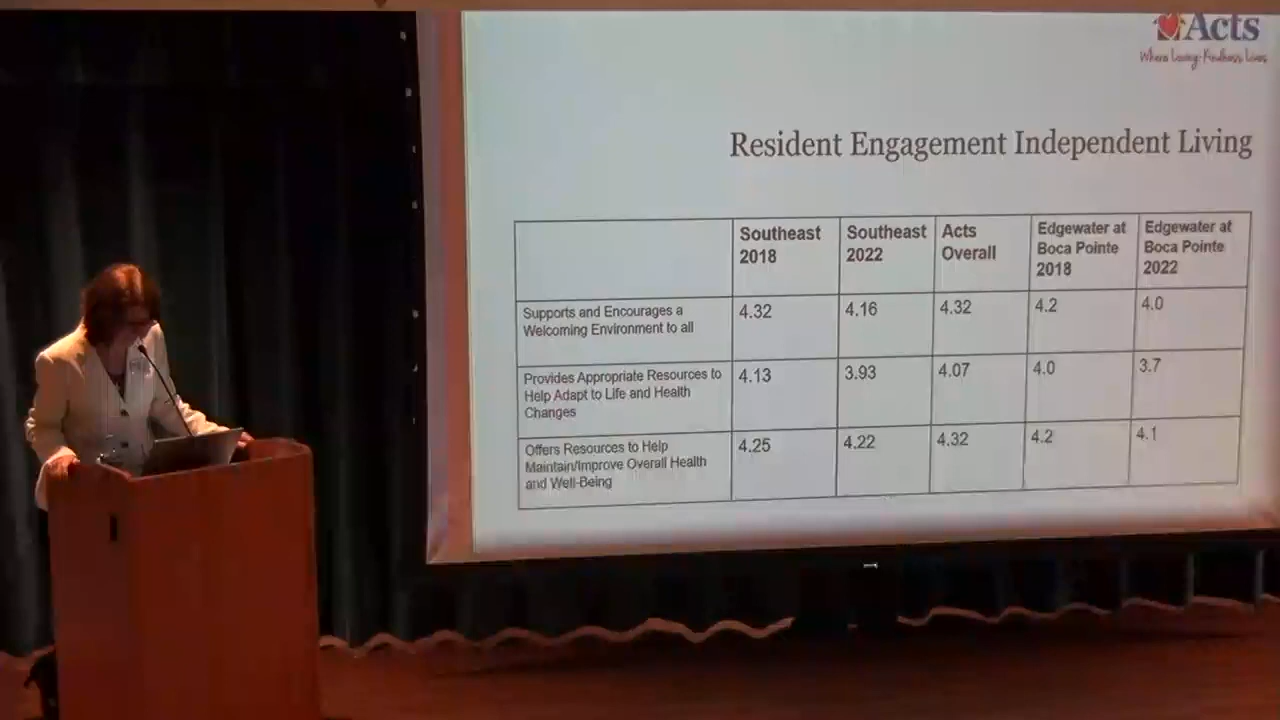 Acts
Where Loving-Kindness Lives
Resident Engagement Independent Living
Southeast
2018
Southeast
2022
Acts
Overall
Edgewater at
Boca Pointe
2018
Edgewater at
Boca Pointe
2022
Supports and Encourages a
Welcoming Environment to all
4.32
4.16
4.32
4.2
4.0
Provides Appropriate Resources to
Help Adapt to Life and Health
Changes
4.13
3.93
4.07
4.0
3.7
Offers Resources to Help
Maintain/Improve Overall Health
and Well-Being
4.25
4.22
4.32
4.2
4.1